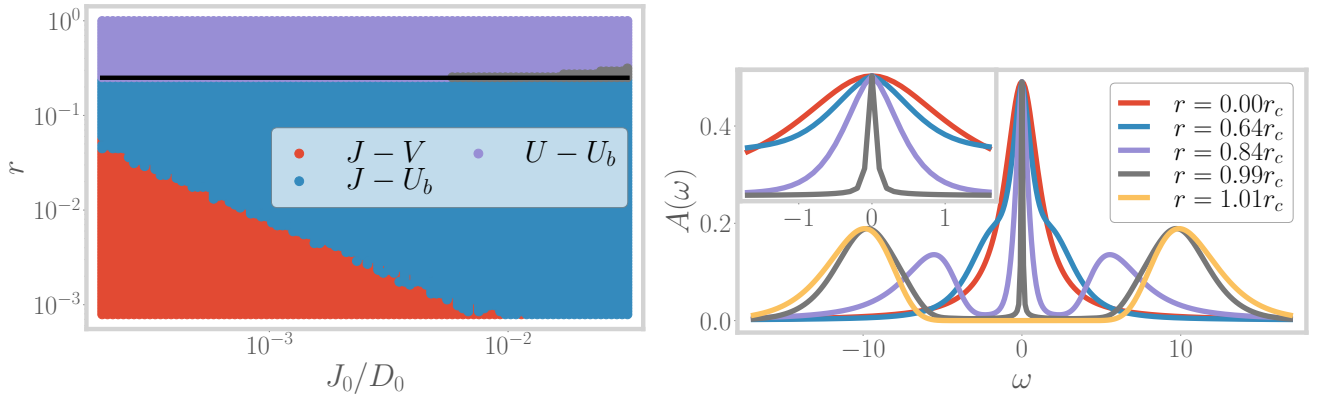 10^0
10^{-1}
10^{-2}
10^{-3}
r
J - V
J - U_b
U - U_b
10^{-3}
10^{-2}
J_0/D_0
A(ω)
0.4
0.2
0.0
−1
0
1
r = 0.00r_c
r = 0.64r_c
r = 0.84r_c
r = 0.99r_c
r = 1.01r_c
−10
0
10
ω